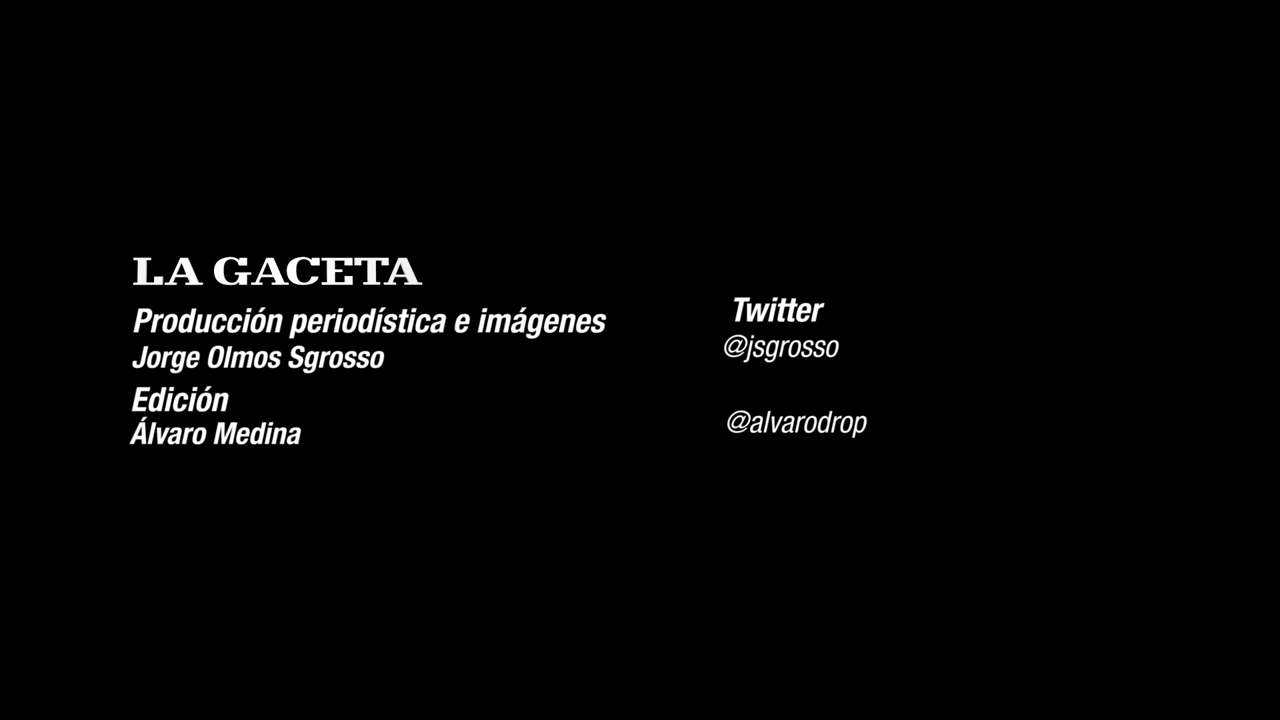 LA GACETA
Producción periodística e imágenes
Jorge Olmos Sgrosso
Edición
Álvaro Medina
Twitter
@jsgrosso
@alvarodrop